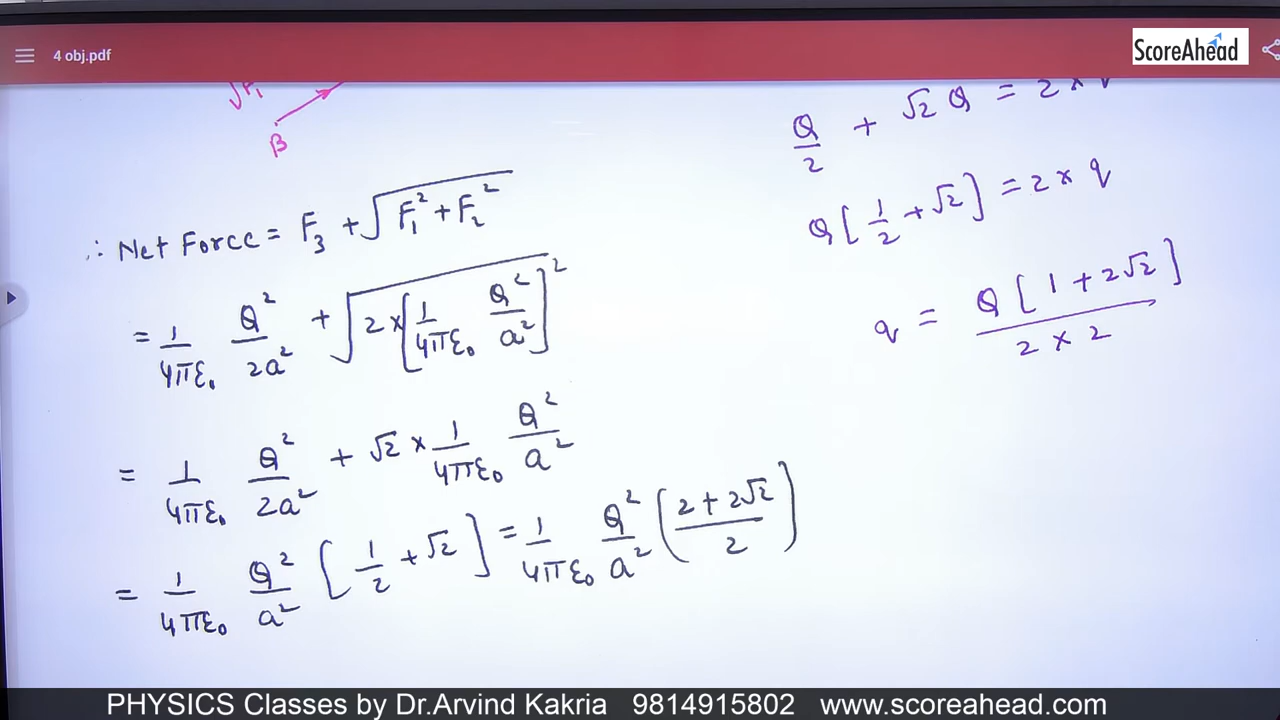 4 obj.pdf
ScoreAhead
B
∴ Net Force = F₃ + √(F₁² + F₂²)
= 1/4πε₀ Q²/2a² + √(2×[1/4πε₀ Q²/a²]²)
= 1/4πε₀ Q²/2a² + √2 × 1/4πε₀ Q²/a²
= 1/4πε₀ Q²/a² [1/2 + √2] = 1/4πε₀ Q²/a² (2+2√2/2)
Q/2 + √2 Q = 2 ×
Q[1/2 + √2] = 2 × q
q = Q[1+2√2]/2 × 2
PHYSICS Classes by Dr.Arvind Kakria 9814915802 www.scoreahead.com